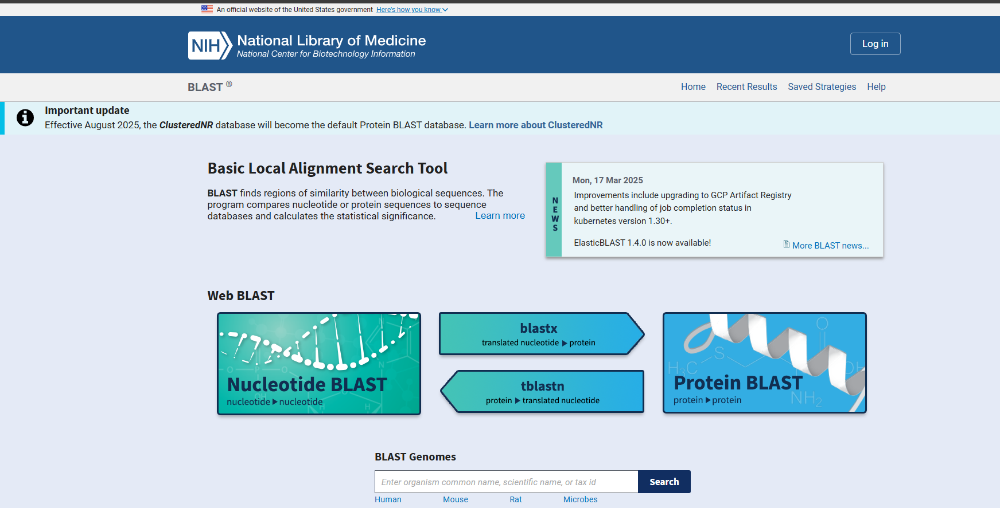 An official website of the United States government Here's how you know
NIH National Library of Medicine
National Center for Biotechnology Information
Log in
BLAST ®
Home Recent Results Saved Strategies Help
Important update
Effective August 2025, the ClusteredNR database will become the default Protein BLAST database. Learn more about ClusteredNR
Basic Local Alignment Search Tool
BLAST finds regions of similarity between biological sequences. The
program compares nucleotide or protein sequences to sequence
databases and calculates the statistical significance. Learn more
NEWS
Mon, 17 Mar 2025
Improvements include upgrading to GCP Artifact Registry
and better handling of job completion status in
kubernetes version 1.30+.
ElasticBLAST 1.4.0 is now available!
More BLAST news...
Web BLAST
Nucleotide BLAST
nucleotide ▶ nucleotide
blastx
translated nucleotide ▶ protein
tblastn
protein ▶ translated nucleotide
O
S
H₃C
OH
NH₂
Protein BLAST
protein ▶ protein
BLAST Genomes
Enter organism common name, scientific name, or tax id
Search
Human Mouse Rat Microbes